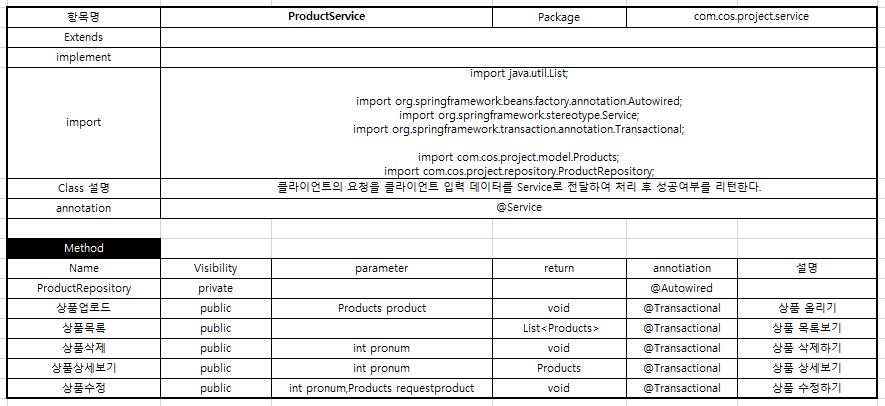 항목명 ProductService Package com.cos.project.service
Extends
implement
import java.util.List;
import org.springframework.beans.factory.annotation.Autowired;
import org.springframework.stereotype.Service;
import import org.springframework.transaction.annotation.Transactional;
import com.cos.project.model.Products;
import com.cos.project.repository.ProductRepository;
Class 설명 클라이언트의 요청을 클라이언트 입력 데이터를 Service로 전달하여 처리 후 성공여부를 리턴한다.
annotation @Service
Method
Name Visibility parameter return annotiation 설명
ProductRepository private @Autowired
상품업로드 public Products product void @Transactional 상품 올리기
상품목록 public List<Products> @Transactional 상품 목록보기
상품삭제 public int pronum void @Transactional 상품 삭제하기
상품상세보기 public int pronum Products @Transactional 상품 상세보기
상품수정 public int pronum,Products requestproduct void @Transactional 상품 수정하기